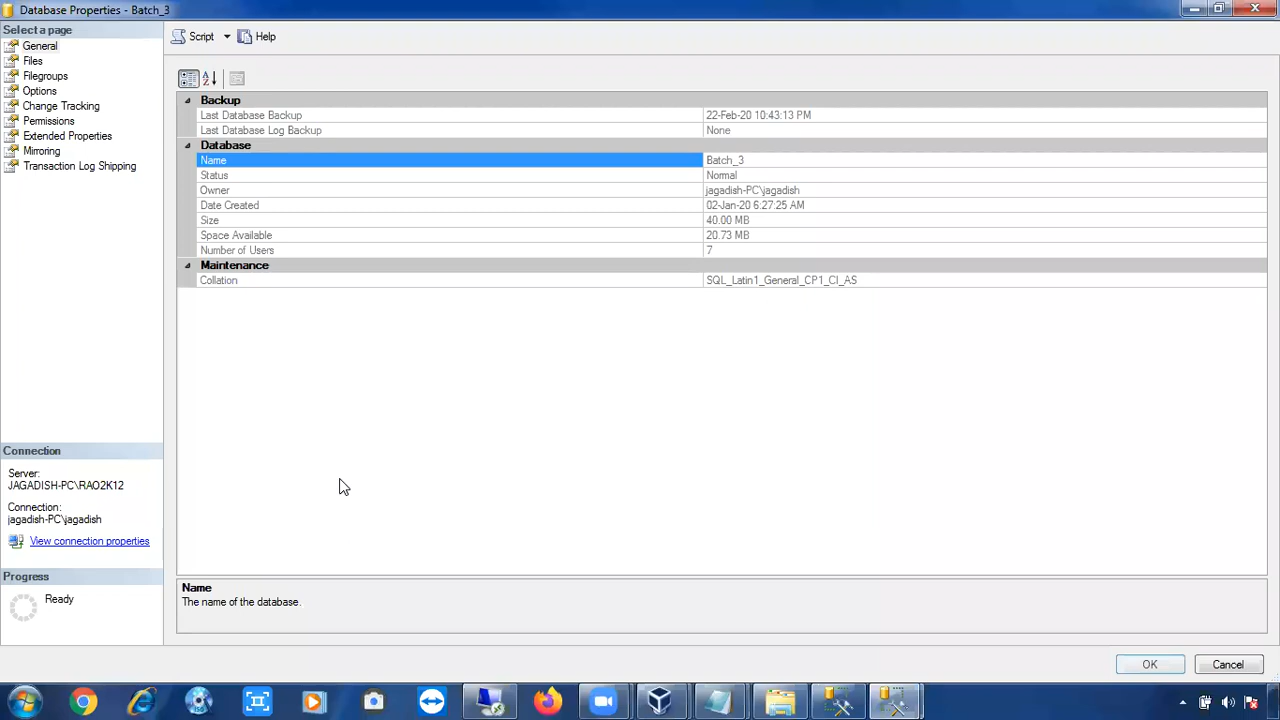 Database Properties - Batch_3
Select a page
General
Files
Filegroups
Options
Change Tracking
Permissions
Extended Properties
Mirroring
Transaction Log Shipping
Connection
Server:
JAGADISH-PC\RAO2K12
Connection:
jagadish-PC\jagadish
View connection properties
Progress
Ready
Script
Help
Backup
Last Database Backup 22-Feb-20 10:43:13 PM
Last Database Log Backup None
Database
Name Batch_3
Status Normal
Owner jagadish-PC\jagadish
Date Created 02-Jan-20 6:27:25 AM
Size 40.00 MB
Space Available 20.73 MB
Number of Users 7
Maintenance
Collation SQL_Latin1_General_CP1_CI_AS
Name
The name of the database.
OK
Cancel